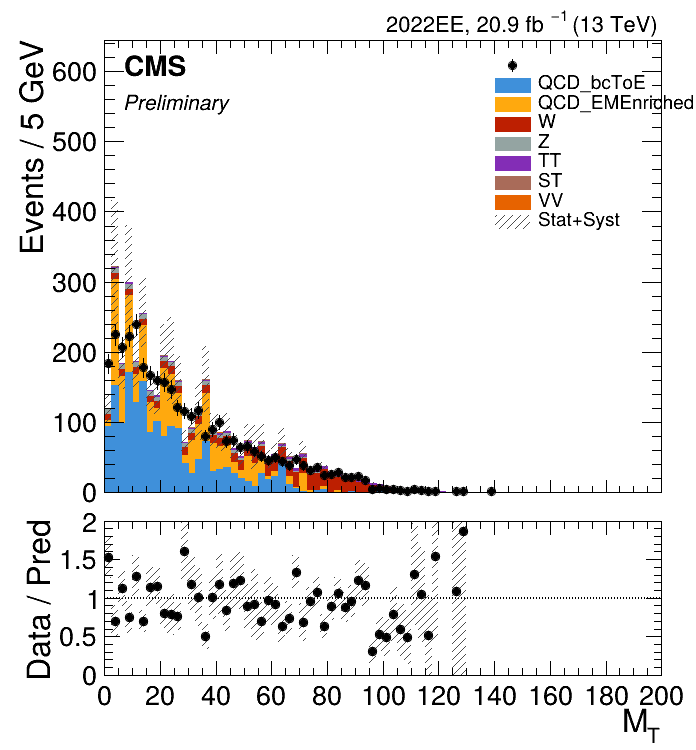 2022EE, 20.9 fb⁻¹ (13 TeV)
CMS
Preliminary
Events / 5 GeV
600
500
400
300
200
100
0
QCD_bcToE
QCD_EMEnriched
W
Z
TT
ST
VV
Stat+Syst
Data / Pred
2
1.5
1
0.5
0
0 20 40 60 80 100 120 140 160 180 200
M_T